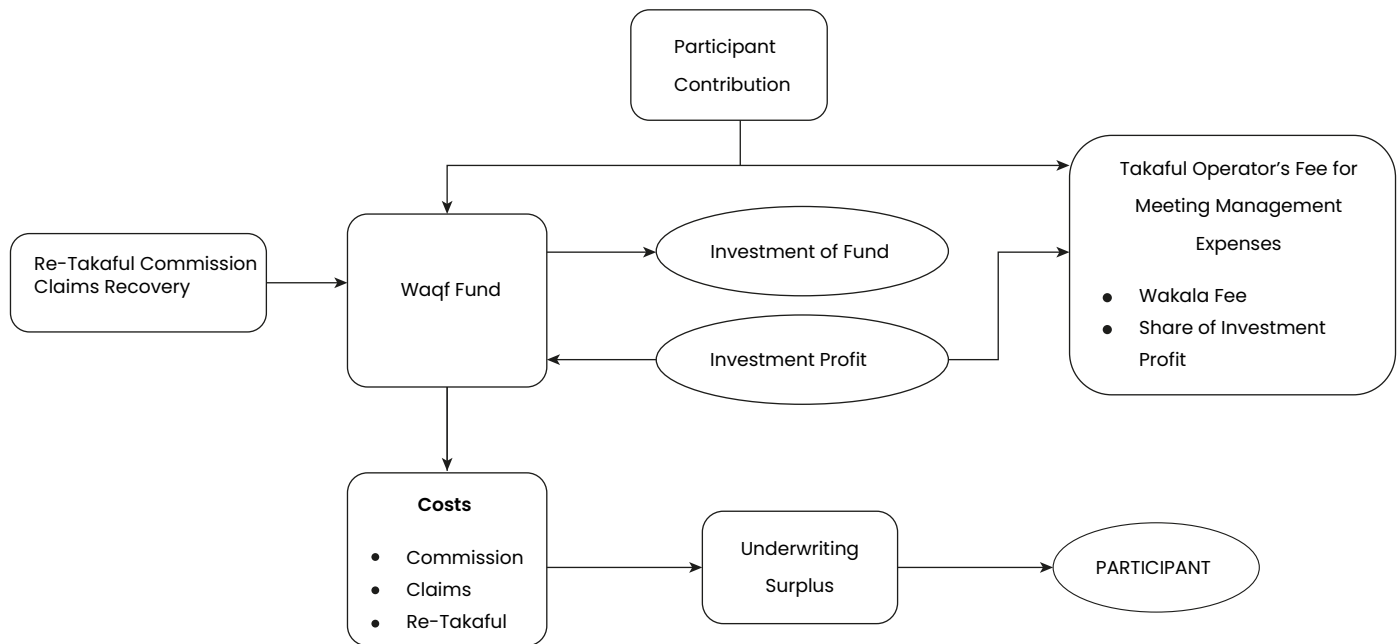 Participant
Contribution
Takaful Operator’s Fee for
Meeting Management
Expenses
● Wakala Fee
● Share of Investment
Profit
Re-Takaful Commission
Claims Recovery
Waqf Fund
Investment of Fund
Investment Profit
Costs
● Commission
● Claims
● Re-Takaful
Underwriting
Surplus
PARTICIPANT